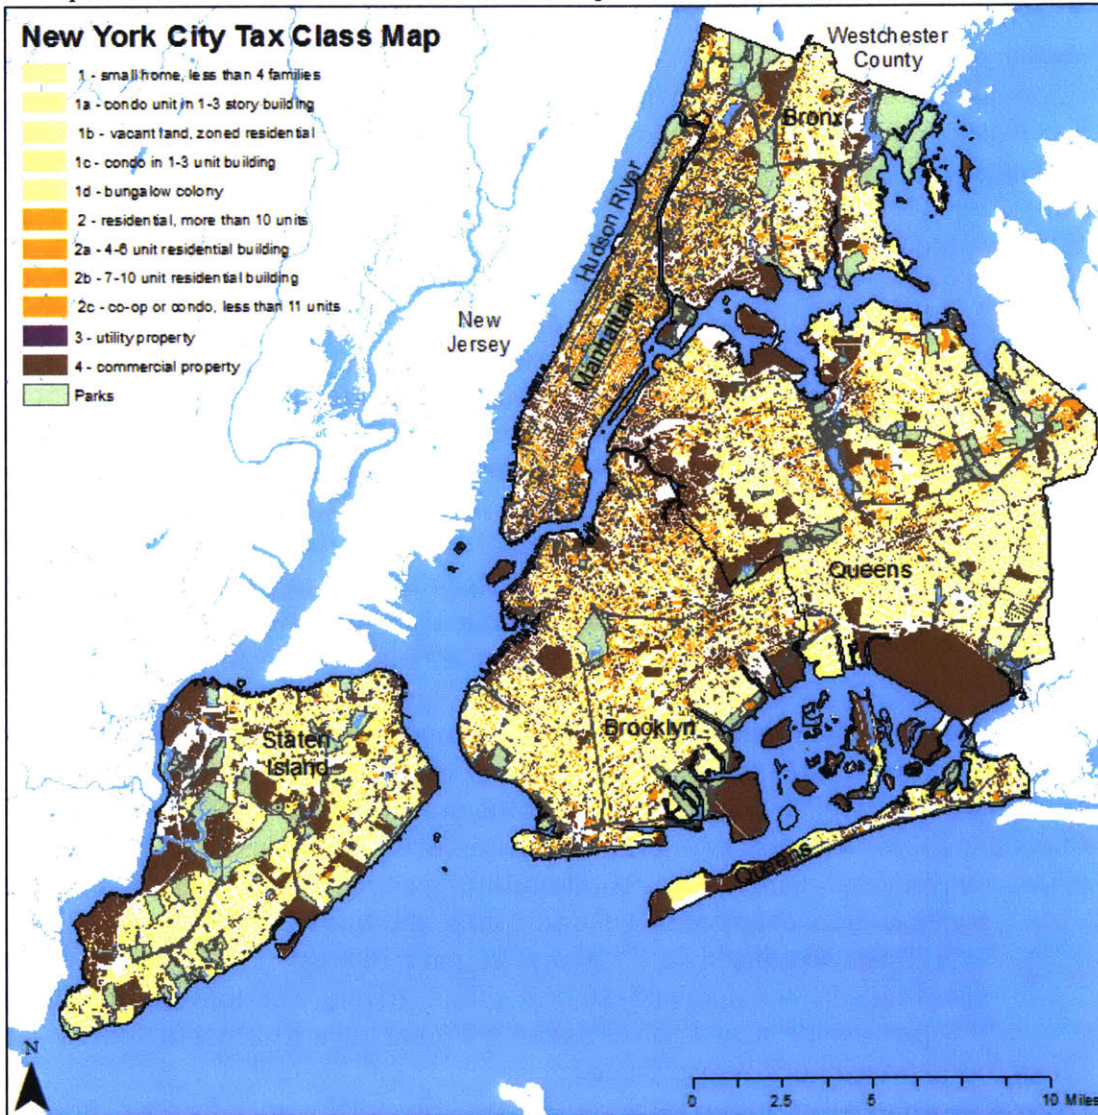 New York City Tax Class Map
1 - small home, less than 4 families
1a - condo unit in 1-3 story building
1b - vacant land, zoned residential
1c - condo in 1-3 unit building
1d - bungalow colony
2 - residential, more than 10 units
2a - 4-6 unit residential building
2b - 7-10 unit residential building
2c - co-op or condo, less than 11 units
3 - utility property
4 - commercial property
Parks
Westchester
County
Bronx
Hudson River
Manhattan
New
Jersey
Queens
Brooklyn
Staten
Island
Queens
N
0 2.5 5 10 Miles